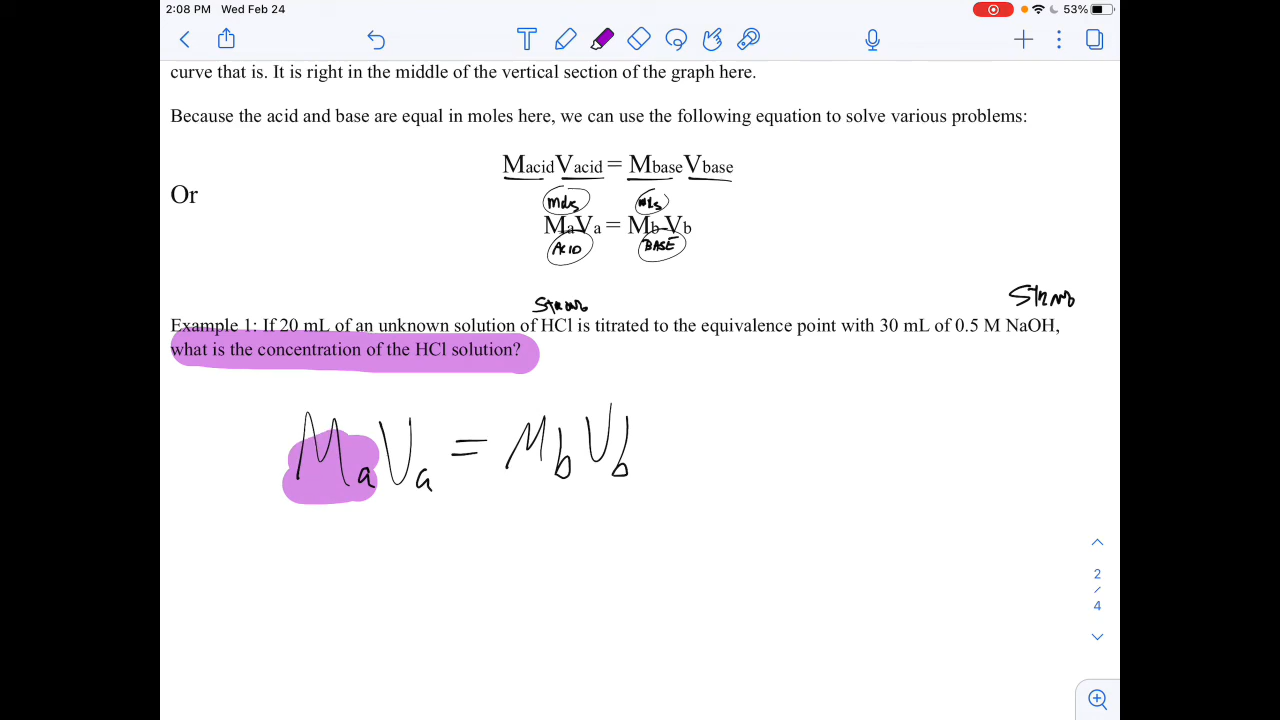 2:08 PM Wed Feb 24
53%
curve that is. It is right in the middle of the vertical section of the graph here.
Because the acid and base are equal in moles here, we can use the following equation to solve various problems:
MacidVacid = MbaseVbase
Or
mols
mols
MaVa = MbVb
ACID BASE
Strong
Strong
Example 1: If 20 mL of an unknown solution of HCl is titrated to the equivalence point with 30 mL of 0.5 M NaOH,
what is the concentration of the HCl solution?
MaVa = MbVb
2
4